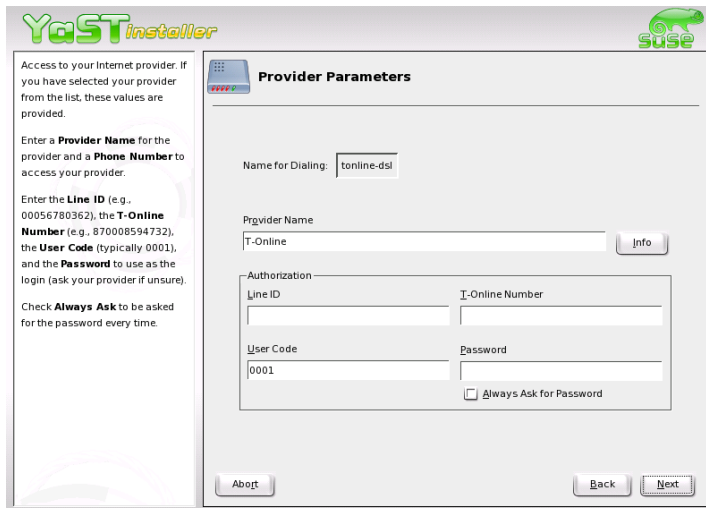 YaST installer
SUSE
Access to your Internet provider. If
you have selected your provider
from the list, these values are
provided.
Enter a Provider Name for the
provider and a Phone Number to
access your provider.
Enter the Line ID (e.g.,
00056780362), the T-Online
Number (e.g., 870008594732),
the User Code (typically 0001),
and the Password to use as the
login (ask your provider if unsure).
Check Always Ask to be asked
for the password every time.
Provider Parameters
Name for Dialing: tonline-dsl
Provider Name
T-Online
Info
Authorization
Line ID
T-Online Number
User Code
Password
0001
Always Ask for Password
Abort
Back
Next